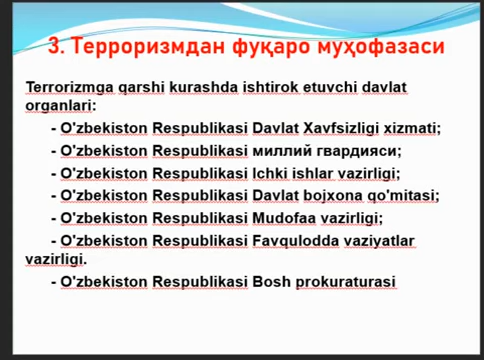 3. Терроризмдан фуқаро муҳофазаси
Terrorizmga qarshi kurashda ishtirok etuvchi davlat
organlari:
- O'zbekiston Respublikasi Davlat Xavfsizligi xizmati;
- O'zbekiston Respublikasi миллий гвардияси;
- O'zbekiston Respublikasi Ichki ishlar vazirligi;
- O'zbekiston Respublikasi Davlat bojxona qo'mitasi;
- O'zbekiston Respublikasi Mudofaa vazirligi;
- O'zbekiston Respublikasi Favqulodda vaziyatlar
vazirligi.
- O'zbekiston Respublikasi Bosh prokuraturasi